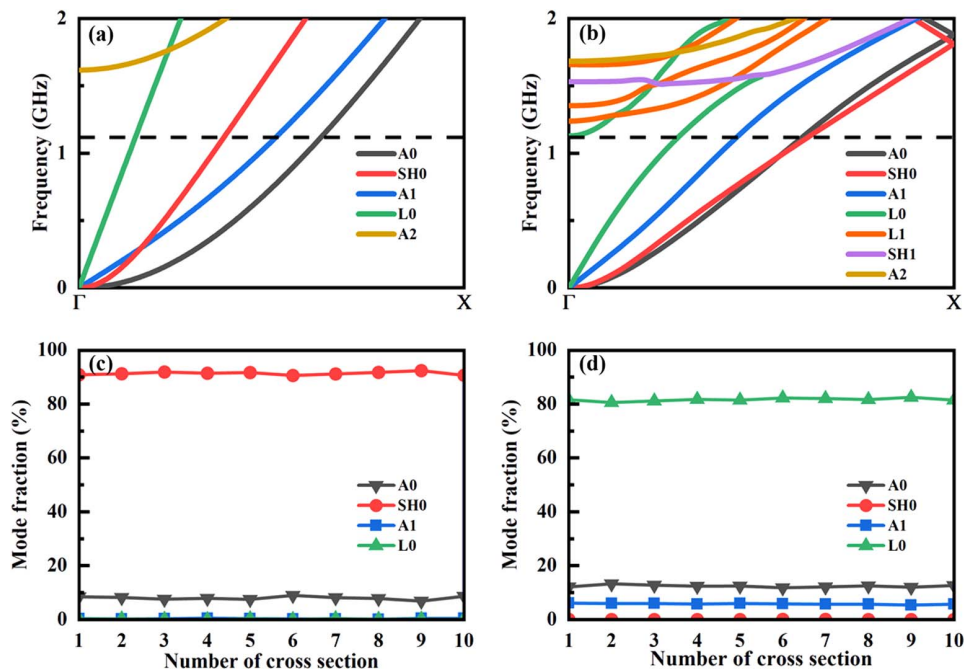 (a)
Frequency (GHz)
2
1
0
A0
SH0
A1
L0
A2
Γ
X
(b)
Frequency (GHz)
2
1
0
A0
SH0
A1
L0
L1
SH1
A2
Γ
X
(c)
Mode fraction (%)
100
80
60
40
20
0
A0
SH0
A1
L0
1 2 3 4 5 6 7 8 9 10
Number of cross section
(d)
Mode fraction (%)
100
80
60
40
20
0
A0
SH0
A1
L0
1 2 3 4 5 6 7 8 9 10
Number of cross section